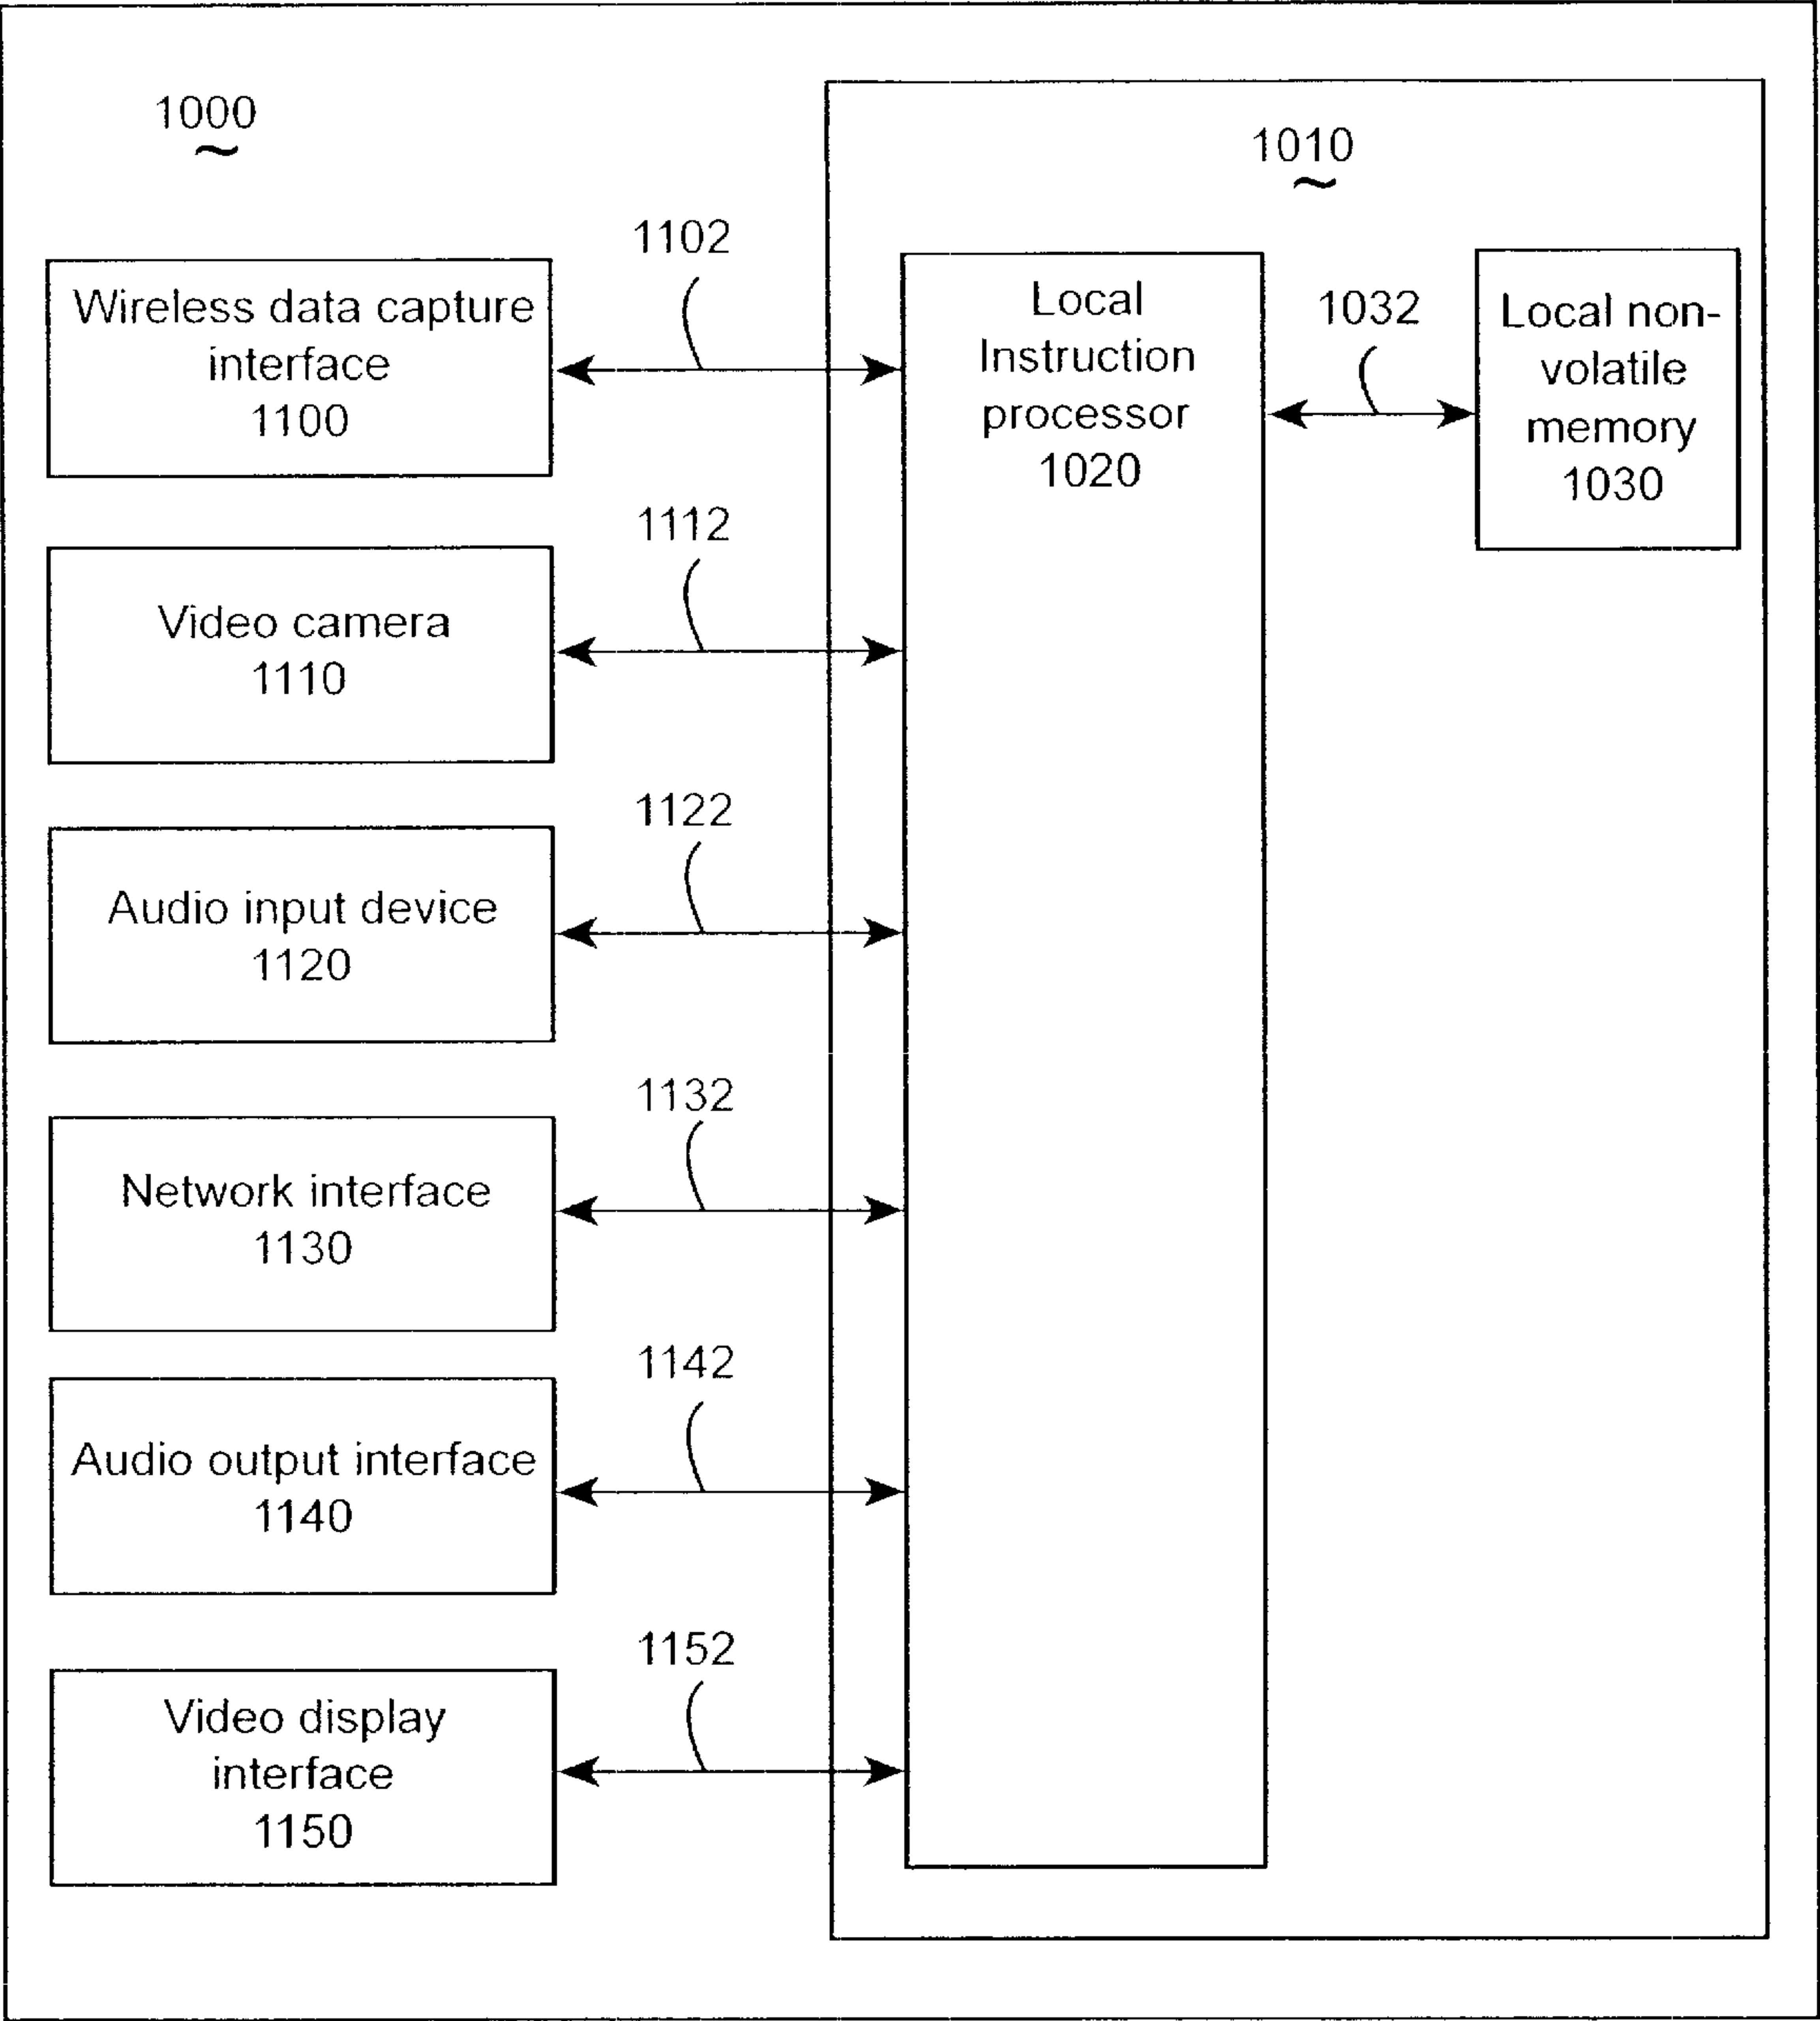 1000
1010
1102
Wireless data capture
interface
1100
Local
Instruction
processor
1020
1032
Local non-
volatile
memory
1030
1112
Video camera
1110
1122
Audio input device
1120
1132
Network interface
1130
1142
Audio output interface
1140
1152
Video display
interface
1150